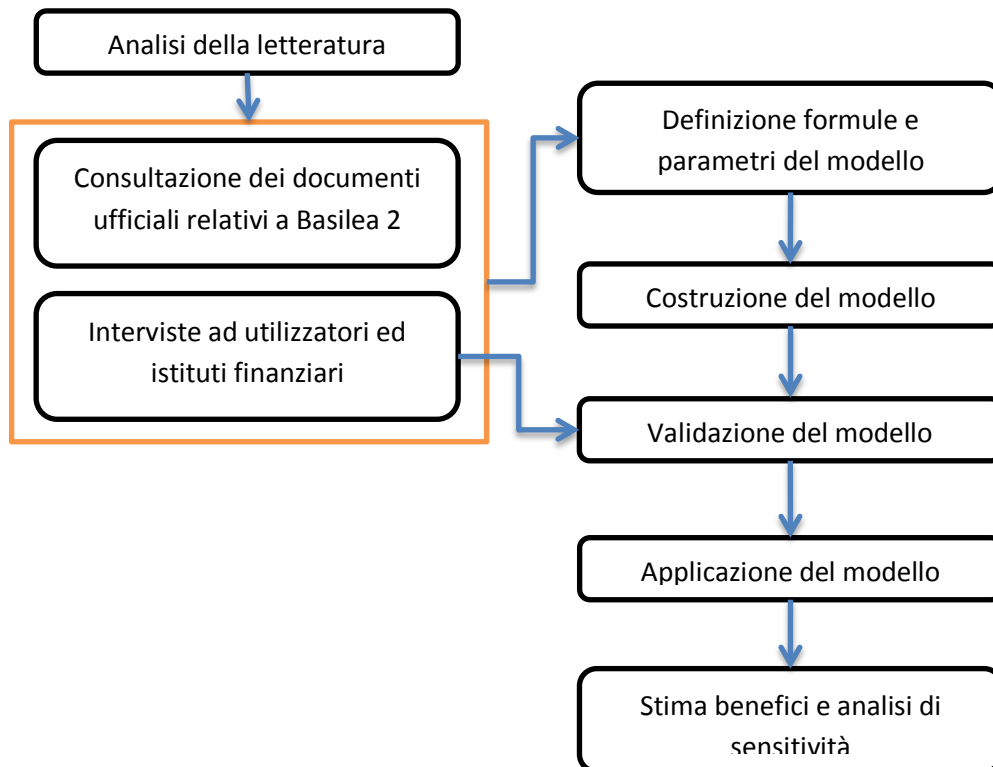 Analisi della letteratura
Consultazione dei documenti
ufficiali relativi a Basilea 2
Interviste ad utilizzatori ed
istituti finanziari
Definizione formule e
parametri del modello
Costruzione del modello
Validazione del modello
Applicazione del modello
Stima benefici e analisi di
sensitività